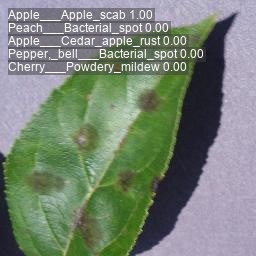 Apple___Apple_scab 1.00
Peach___Bacterial_spot 0.00
Apple___Cedar_apple_rust 0.00
Pepper,_bell___Bacterial_spot 0.00
Cherry___Powdery_mildew 0.00